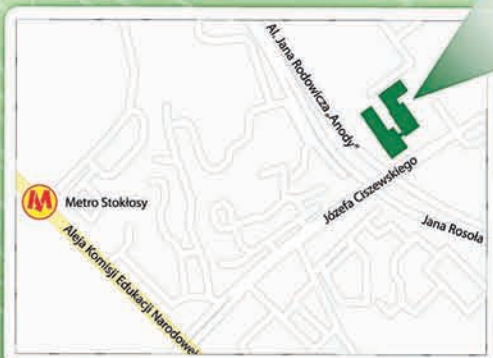 Al. Jana Rodowicza „Anody"
Józefa Ciszewskiego
M Metro Stokłosy
Jana Rosoła
Aleja Komisji Edukacji Narodowej